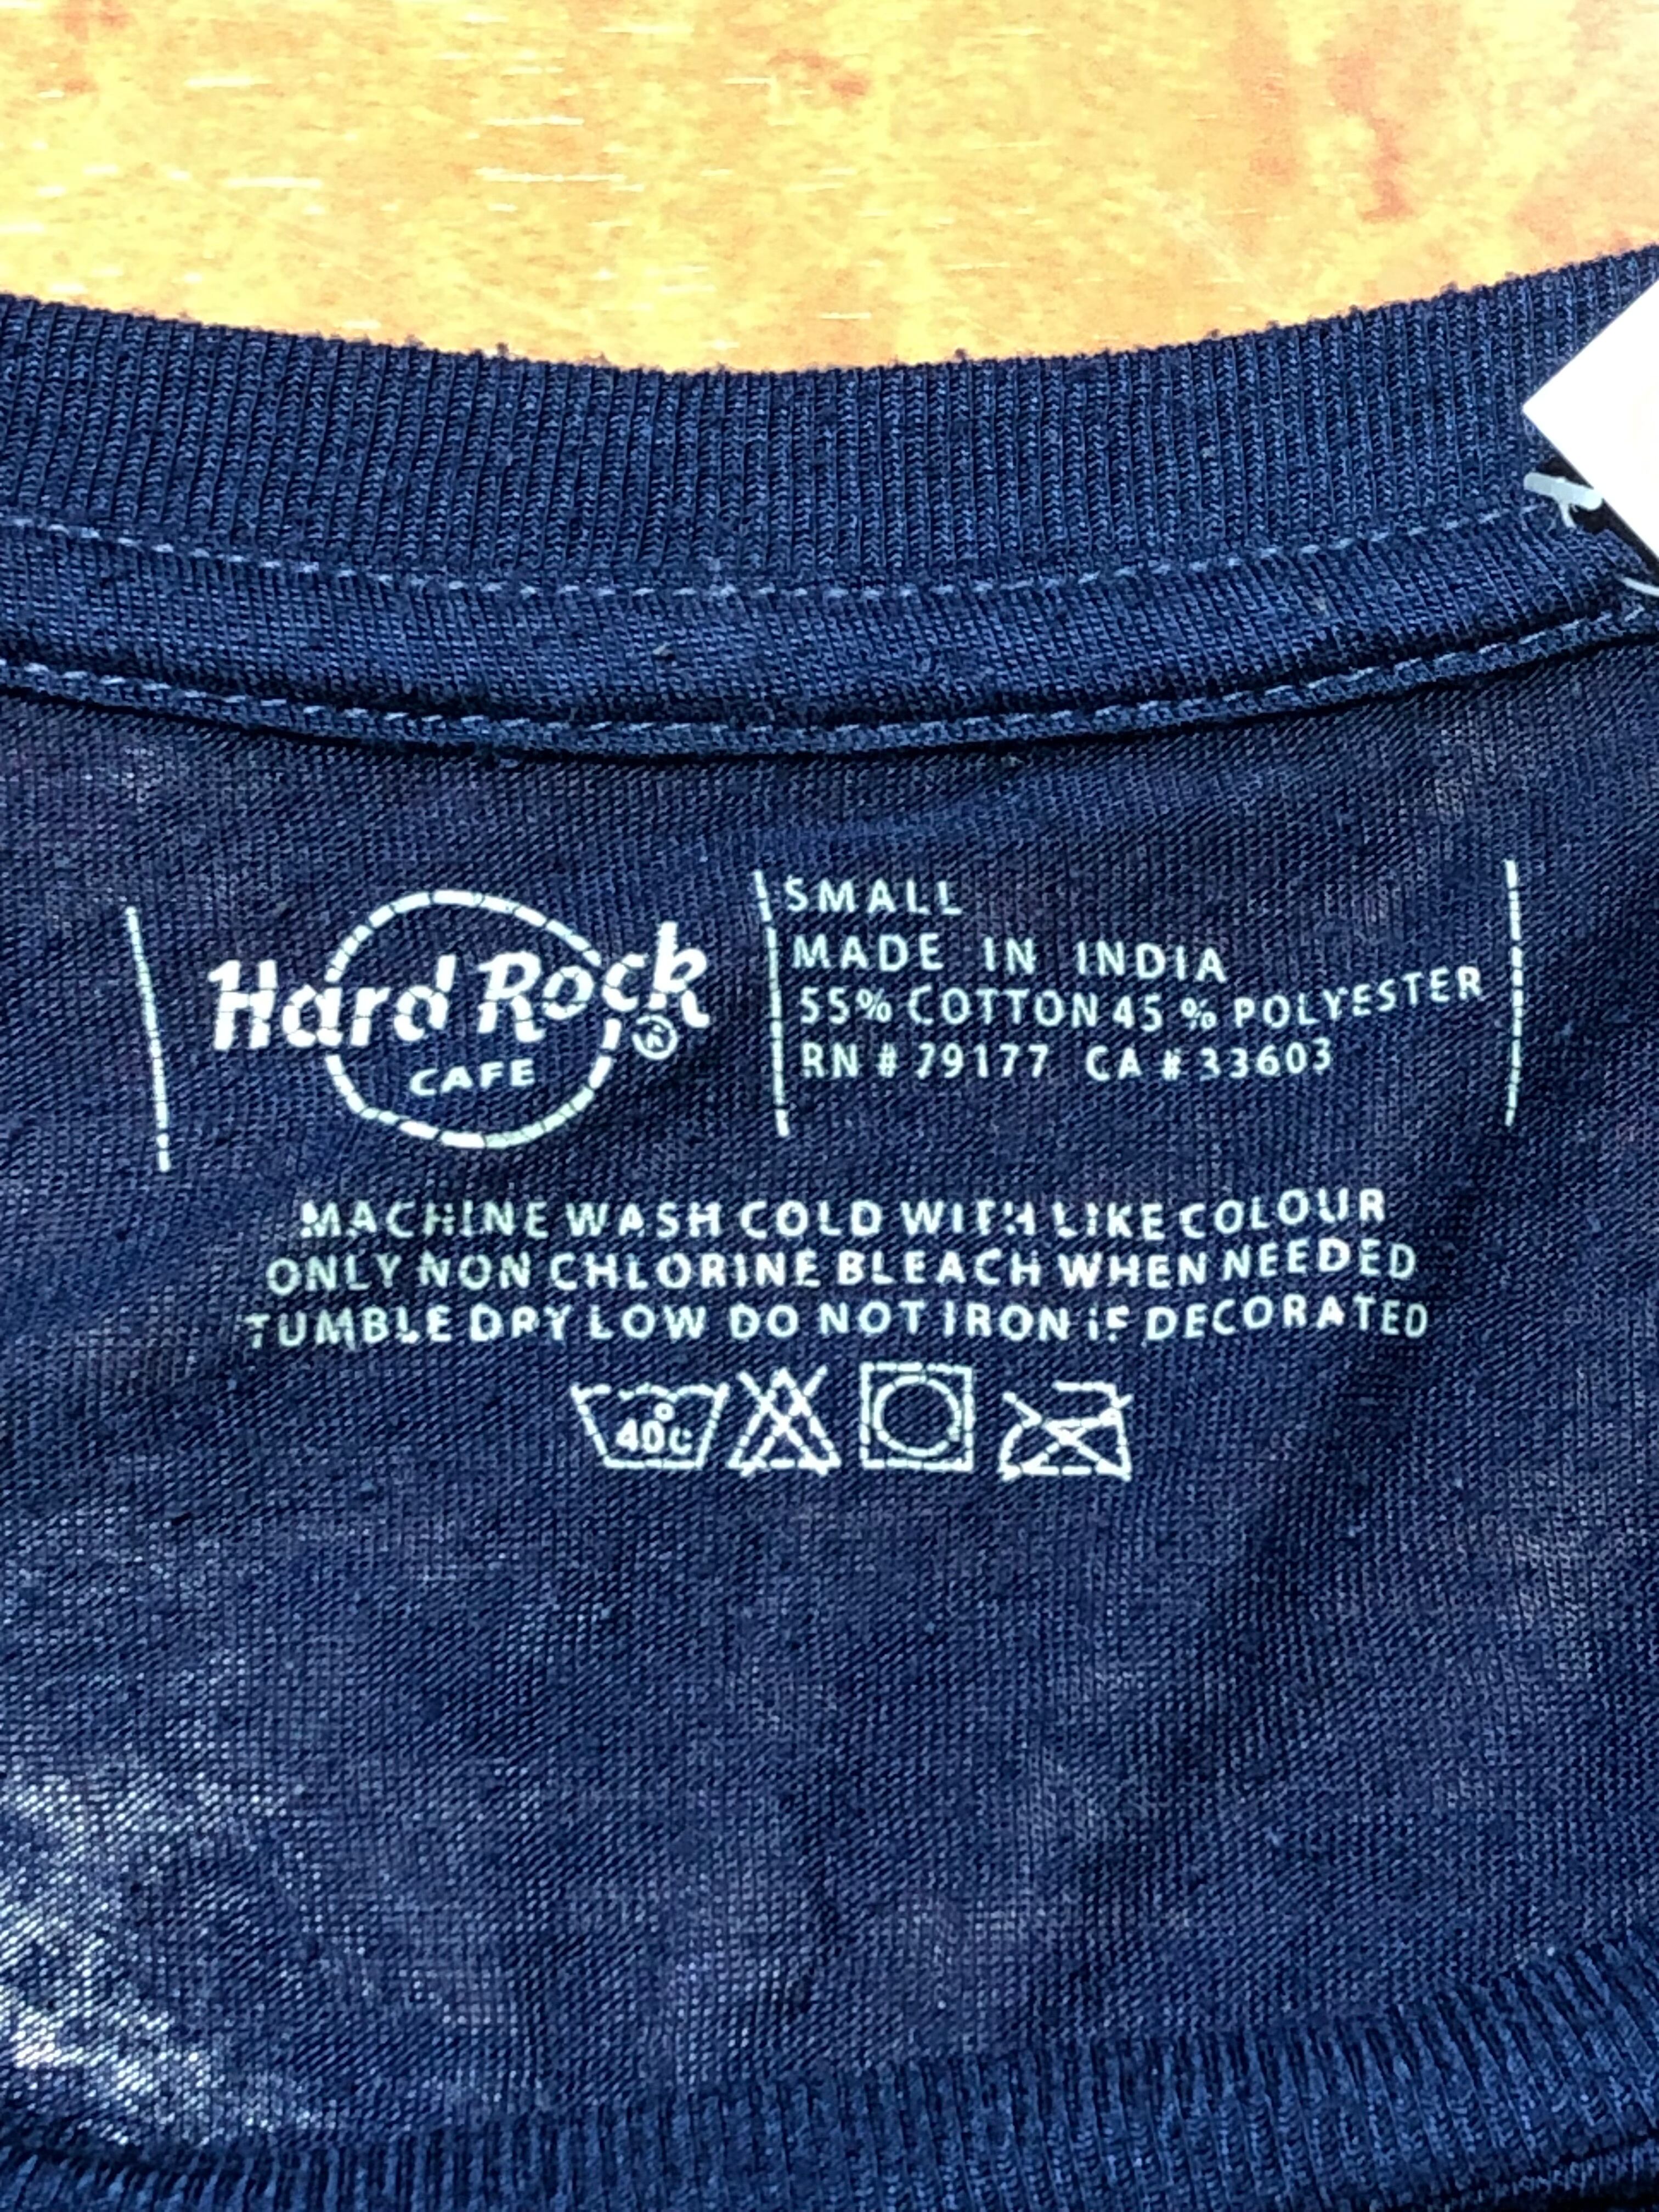 Hard Rock®
CAFE
SMALL
MADE IN INDIA
55% COTTON 45 % POLYESTER
RN # 79177 CA # 33603
MACHINE WASH COLD WITH LIKE COLOUR
ONLY NON CHLORINE BLEACH WHEN NEEDED
TUMBLE DRY LOW DO NOT IRON IF DECORATED
40°C